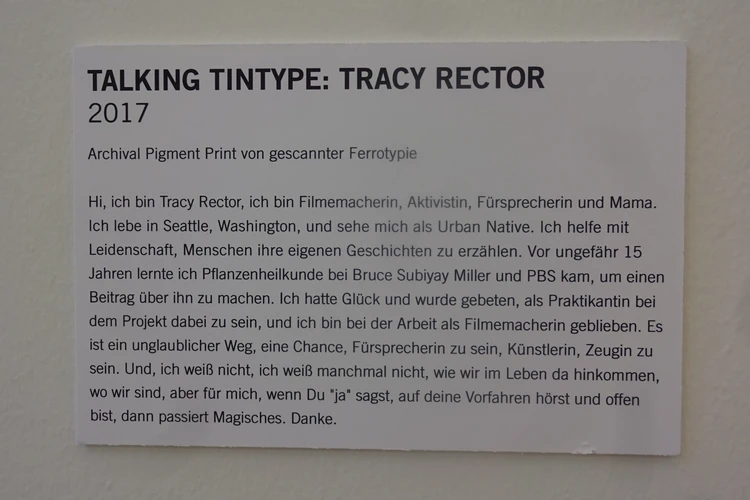 TALKING TINTYPE: TRACY RECTOR
2017
Archival Pigment Print von gescannter Ferrotypie
Hi, ich bin Tracy Rector, ich bin Filmemacherin, Aktivistin, Fürsprecherin und Mama.
Ich lebe in Seattle, Washington, und sehe mich als Urban Native. Ich helfe mit
Leidenschaft, Menschen ihre eigenen Geschichten zu erzählen. Vor ungefähr 15
Jahren lernte ich Pflanzenheilkunde bei Bruce Subiyay Miller und PBS kam, um einen
Beitrag über ihn zu machen. Ich hatte Glück und wurde gebeten, als Praktikantin bei
dem Projekt dabei zu sein, und ich bin bei der Arbeit als Filmemacherin geblieben. Es
ist ein unglaublicher Weg, eine Chance, Fürsprecherin zu sein, Künstlerin, Zeugin zu
sein. Und, ich weiß nicht, ich weiß manchmal nicht, wie wir im Leben da hinkommen,
wo wir sind, aber für mich, wenn Du "ja" sagst, auf deine Vorfahren hörst und offen
bist, dann passiert Magisches. Danke.